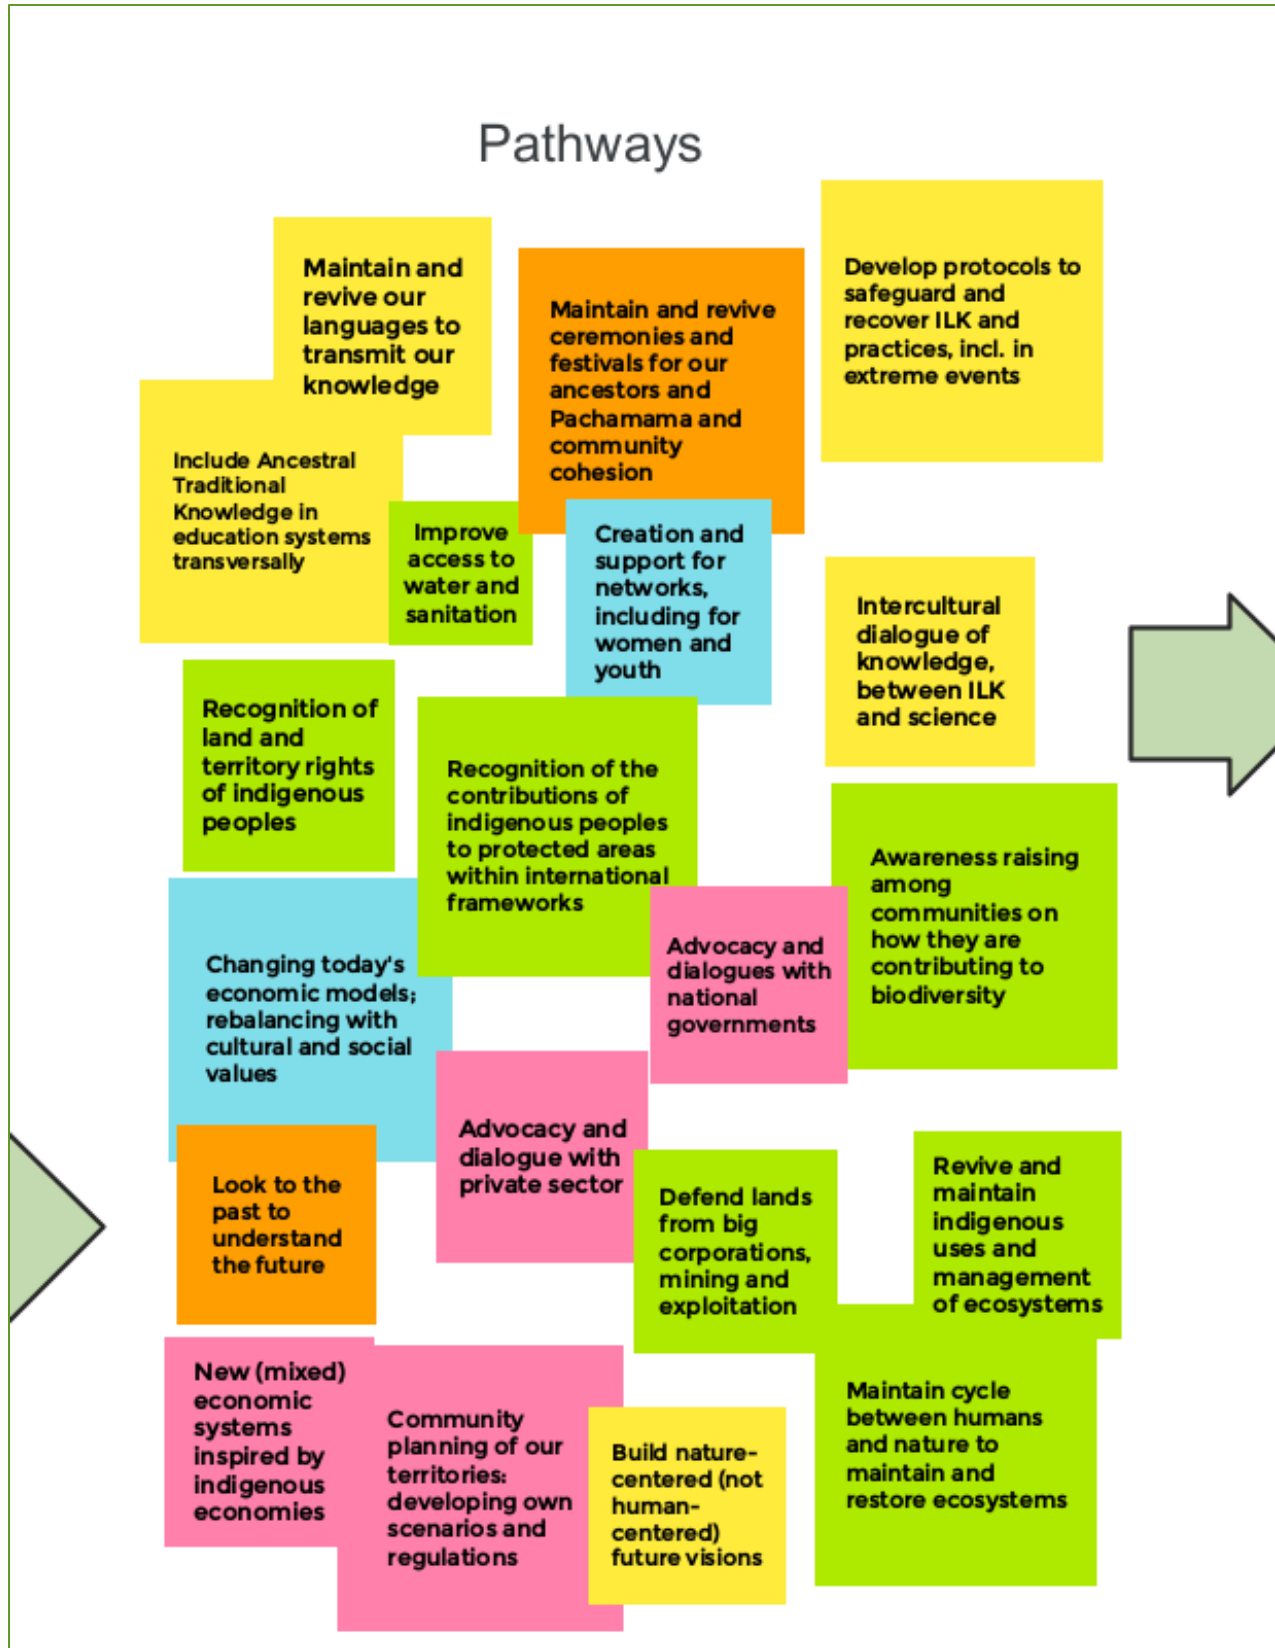 Pathways
Maintain and
revive our
languages to
transmit our
knowledge
Maintain and revive
ceremonies and
festivals for our
ancestors and
Pachamama and
community
cohesion
Develop protocols to
safeguard and
recover ILK and
practices, incl. in
extreme events
Include Ancestral
Traditional
Knowledge in
education systems
transversally
Improve
access to
water and
sanitation
Creation and
support for
networks,
including for
women and
youth
Intercultural
dialogue of
knowledge,
between ILK
and science
Recognition of
land and
territory rights
of indigenous
peoples
Recognition of the
contributions of
indigenous peoples
to protected areas
within international
frameworks
Awareness raising
among
communities on
how they are
contributing to
biodiversity
Changing today's
economic models;
rebalancing with
cultural and social
values
Advocacy and
dialogues with
national
governments
Advocacy and
dialogue with
private sector
Look to the
past to
understand
the future
Defend lands
from big
corporations,
mining and
exploitation
Revive and
maintain
indigenous
uses and
management
of ecosystems
New (mixed)
economic
systems
inspired by
indigenous
economies
Community
planning of our
territories:
developing own
scenarios and
regulations
Build nature-
centered (not
human-
centered)
future visions
Maintain cycle
between humans
and nature to
maintain and
restore ecosystems